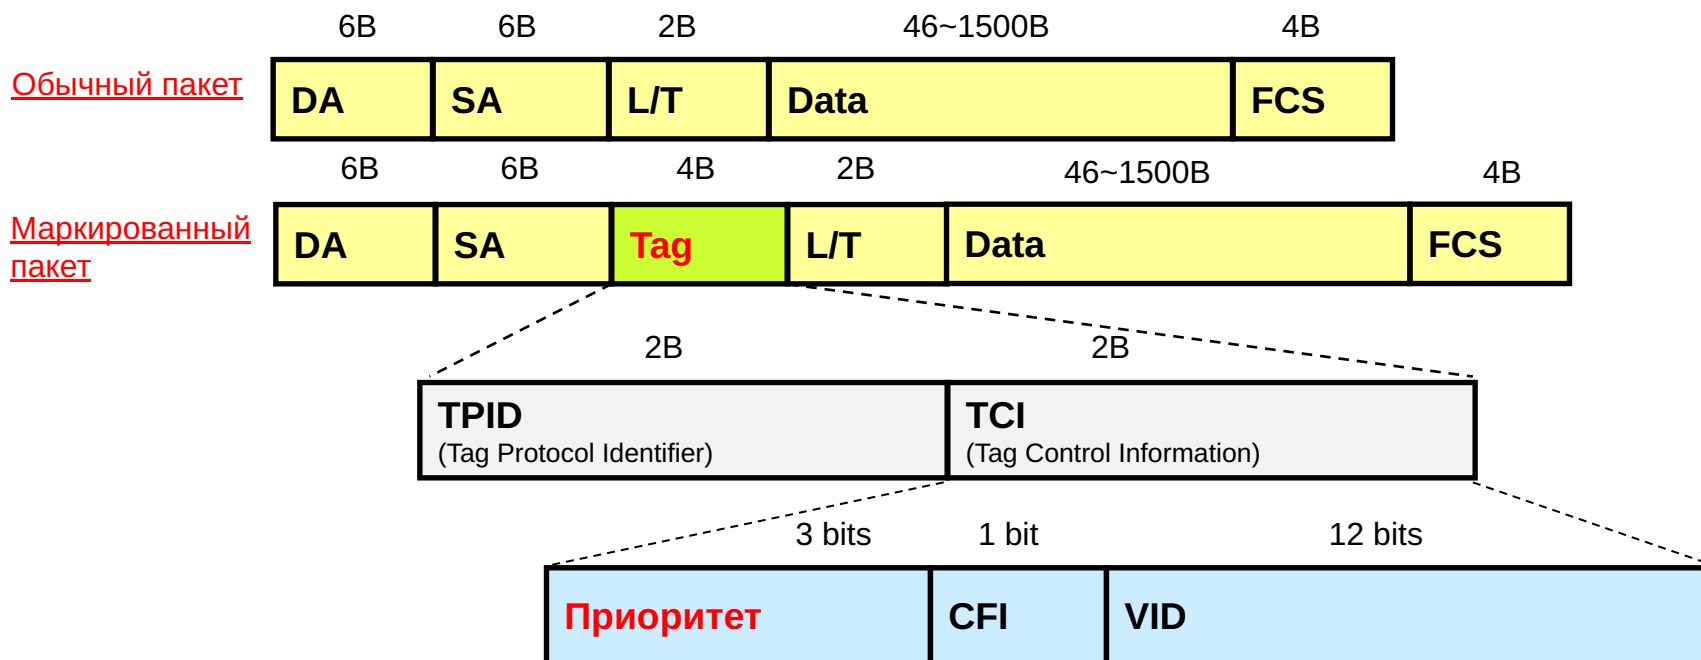 6B 6B 2B 46~1500B 4B
Обычный пакет
DA SA L/T Data FCS
6B 6B 4B 2B 46~1500B 4B
Маркированный
пакет
DA SA Tag L/T Data FCS
2B 2B
TPID TCI
(Tag Protocol Identifier) (Tag Control Information)
3 bits 1 bit 12 bits
Приоритет CFI VID